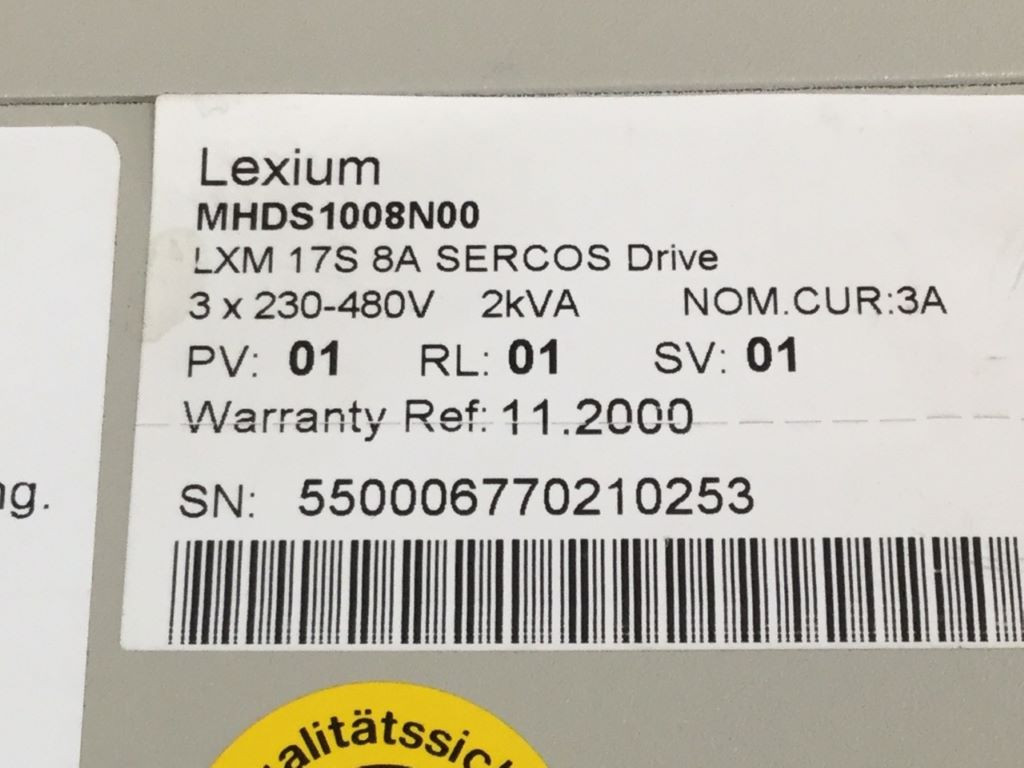 Lexium
MHDS1008N00
LXM 17S 8A SERCOS Drive
3 x 230-480V 2kVA NOM.CUR:3A
PV: 01 RL: 01 SV: 01
Warranty Ref: 11.2000
ng.
SN: 550006770210253
alitätssic